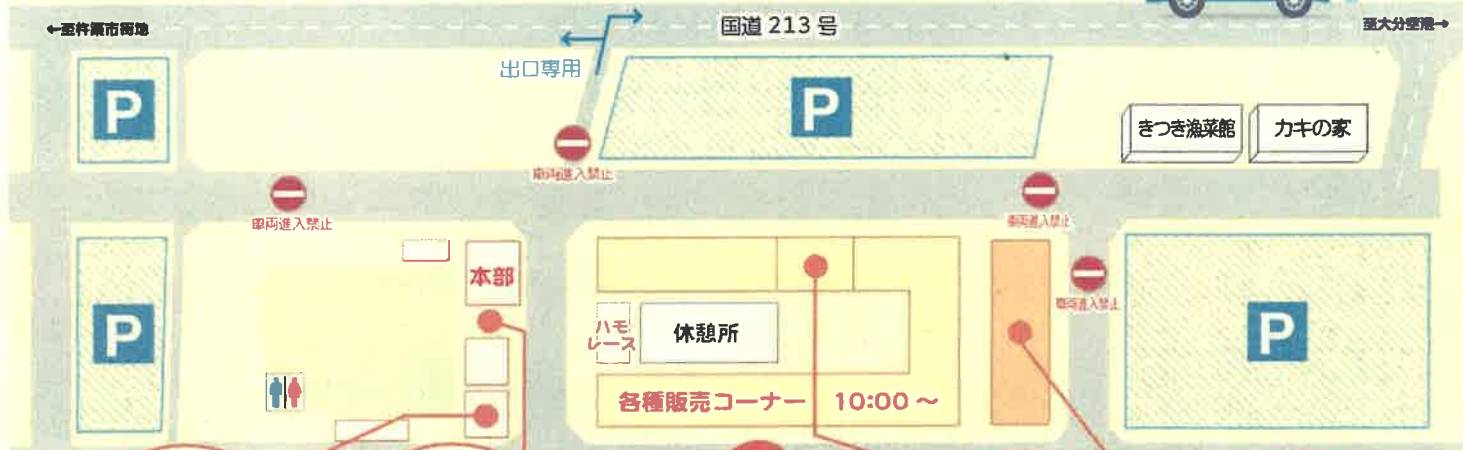 ←至杵築市街地
国道 213 号
至大分空港→
出口専用
P
P
きつき漁菜館
カキの家
車両進入禁止
車両進入禁止
車両進入禁止
本部
車両進入禁止
P
ハモ
レース
休憩所
P
各種販売コーナー 10:00 ～